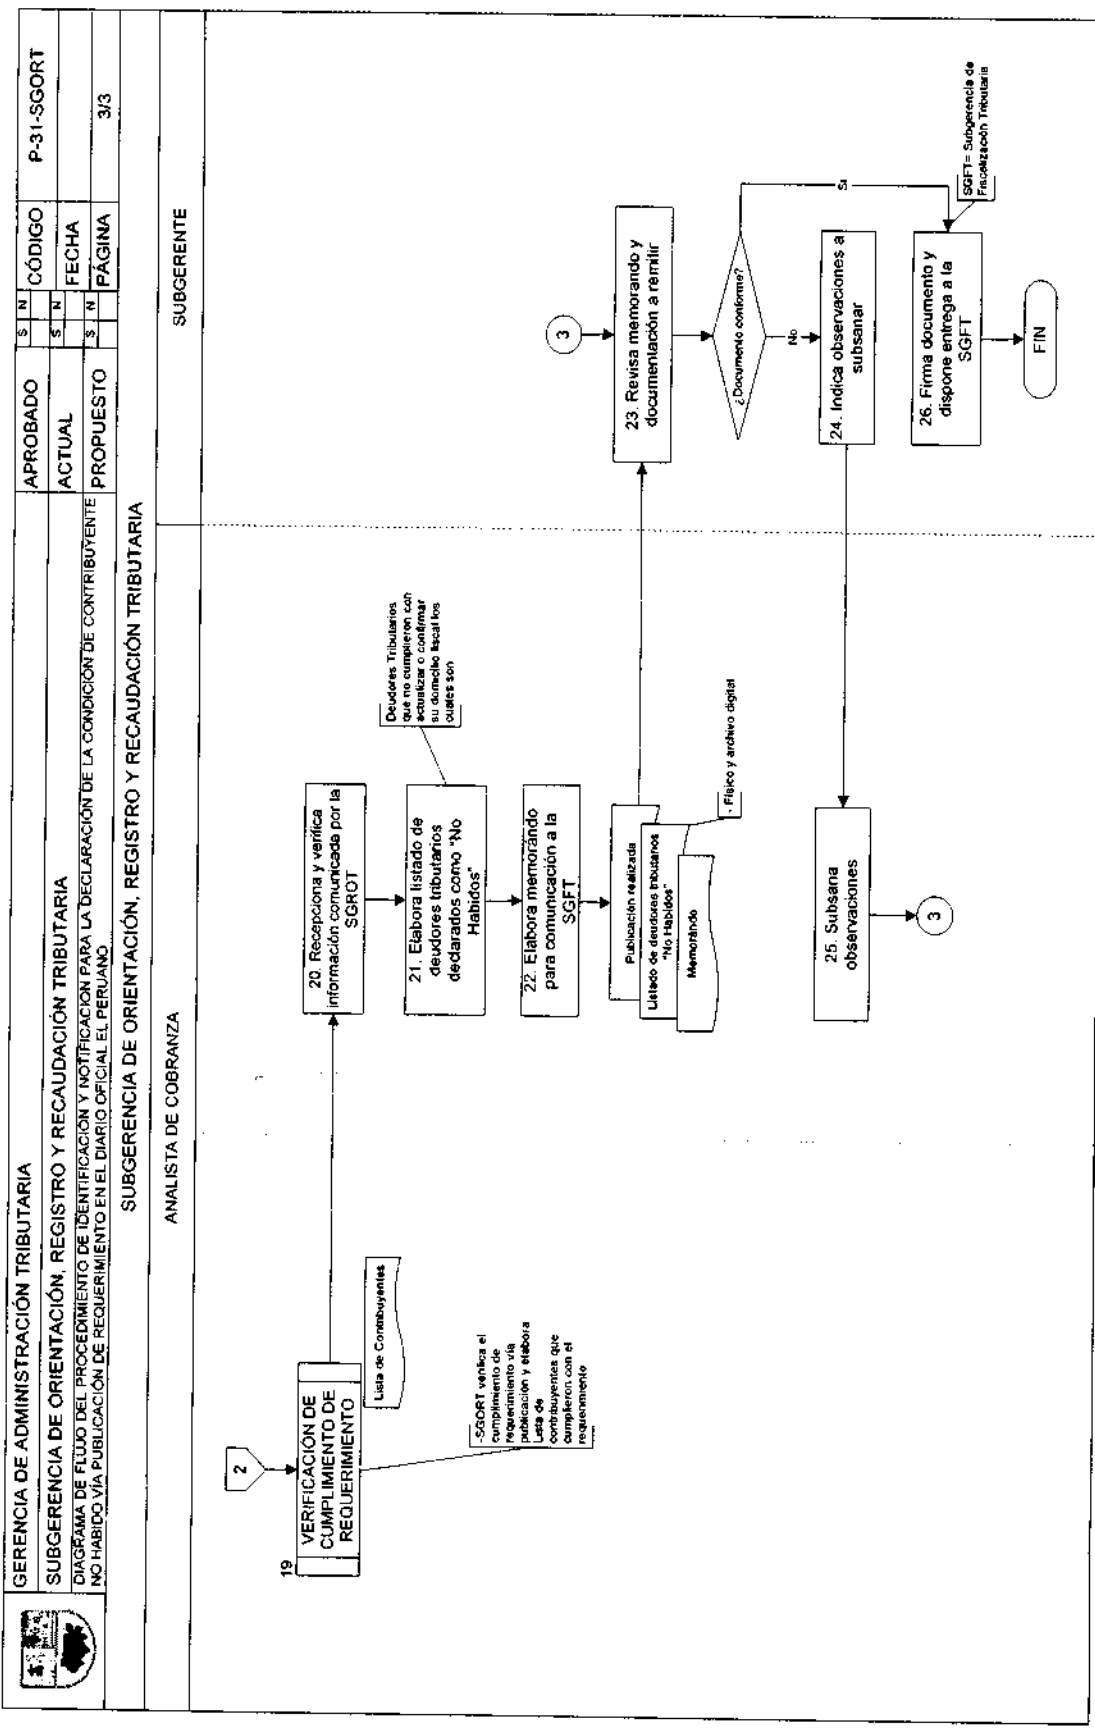 GERENCIA DE ADMINISTRACIÓN TRIBUTARIA
SUBGERENCIA DE ORIENTACIÓN, REGISTRO Y RECAUDACIÓN TRIBUTARIA
DIAGRAMA DE FLUJO DEL PROCEDIMIENTO DE IDENTIFICACIÓN Y NOTIFICACIÓN PARA LA DECLARACIÓN DE LA CONDICIÓN DE CONTRIBUYENTE
NO HABIDO VÍA PUBLICACIÓN DE REQUERIMIENTO EN EL DIARIO OFICIAL EL PERUANO
APROBADO S N CÓDIGO P-31-SGORT
ACTUAL S N FECHA
PROPUESTO S N PÁGINA 3/3
SUBGERENCIA DE ORIENTACIÓN, REGISTRO Y RECAUDACIÓN TRIBUTARIA
ANALISTA DE COBRANZA
SUBGERENTE
2
19
VERIFICACIÓN DE
CUMPLIMIENTO DE
REQUERIMIENTO
Lista de Contribuyentes
-SGORT verifica el
cumplimiento de
requerimiento vía
publicación y elabora
Lista de
contribuyentes que
cumplieron con el
requerimiento
20. Recepciona y verifica
información comunicada por la
SGROT
21. Elabora listado de
deudores tributarios
declarados como "No
Habidos"
Deudores Tributarios
que no cumplieron con
actualizar o confirmar
su domicilio fiscal los
cuales son
22. Elabora memorándo
para comunicación a la
SGFT
Publicación realizada
Listado de deudores tributarios
"No Habidos"
Memorándo
- Físico y archivo digital
3
23. Revisa memorando y
documentación a remitir
¿Documento conforme?
Si
No
24. Indica observaciones a
subsanar
25. Subsana
observaciones
3
26. Firma documento y
dispone entrega a la
SGFT
SGFT= Subgerencia de
Fiscalización Tributaria
FIN